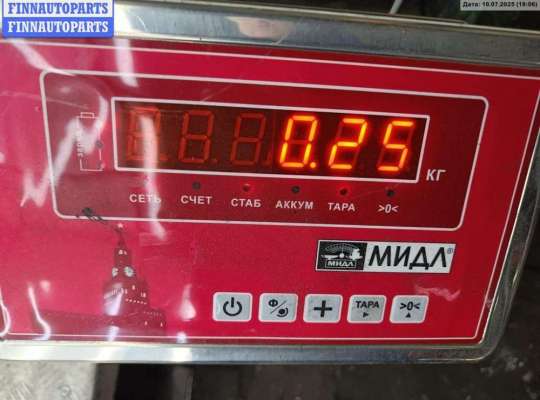 FINNAUTOPARTS
FINNAUTOPARTS
Дата: 10.07.2025 (19:06)
0.25
КГ
СЕТЬ СЧЕТ СТАБ АККУМ ТАРА >0<
МИДЛ МИДЛ®
ТАРА >0<